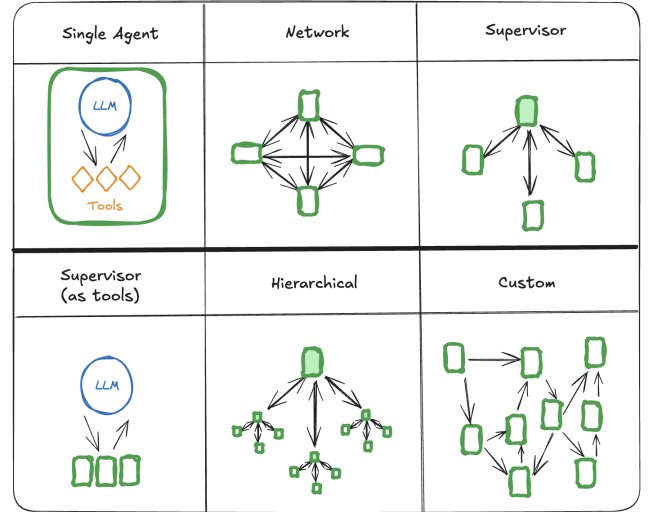 Single Agent
Network
Supervisor
LLM
Tools
Supervisor
(as tools)
Hierarchical
Custom
LLM